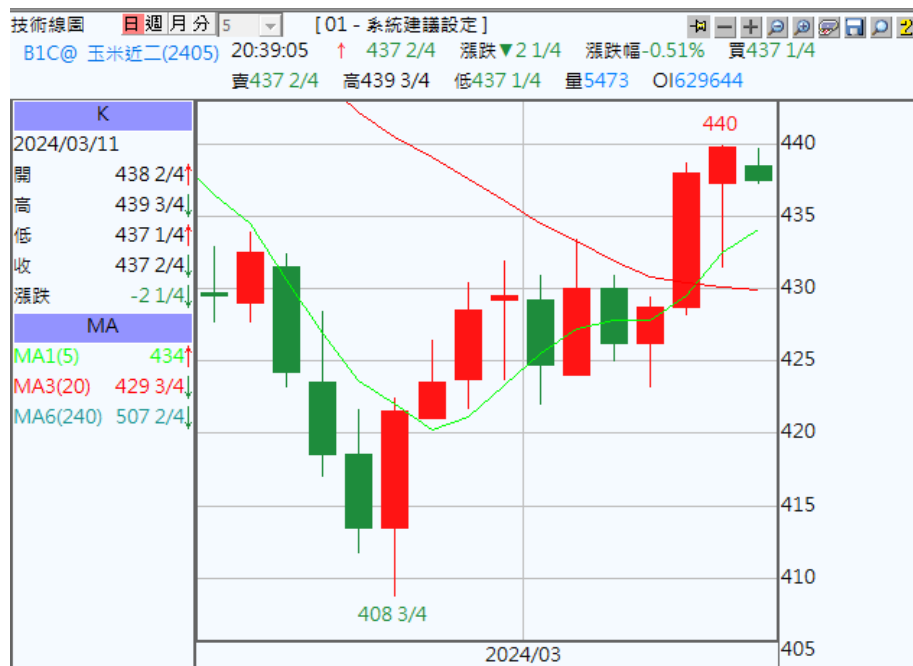 技術線圖 日 週 月 分 5 [01 - 系統建議設定]
B1C@ 玉米近二(2405) 20:39:05 ↑ 437 2/4 漲跌▼2 1/4 漲跌幅-0.51% 買437 1/4
賣437 2/4 高439 3/4 低437 1/4 量5473 OI629644
K
2024/03/11
開 438 2/4↑
高 439 3/4↓
低 437 1/4↑
收 437 2/4↓
漲跌 -2 1/4↓
MA
MA1(5) 434↑
MA3(20) 429 3/4↓
MA6(240) 507 2/4↓
440
408 3/4
440
435
430
425
420
415
410
405
2024/03